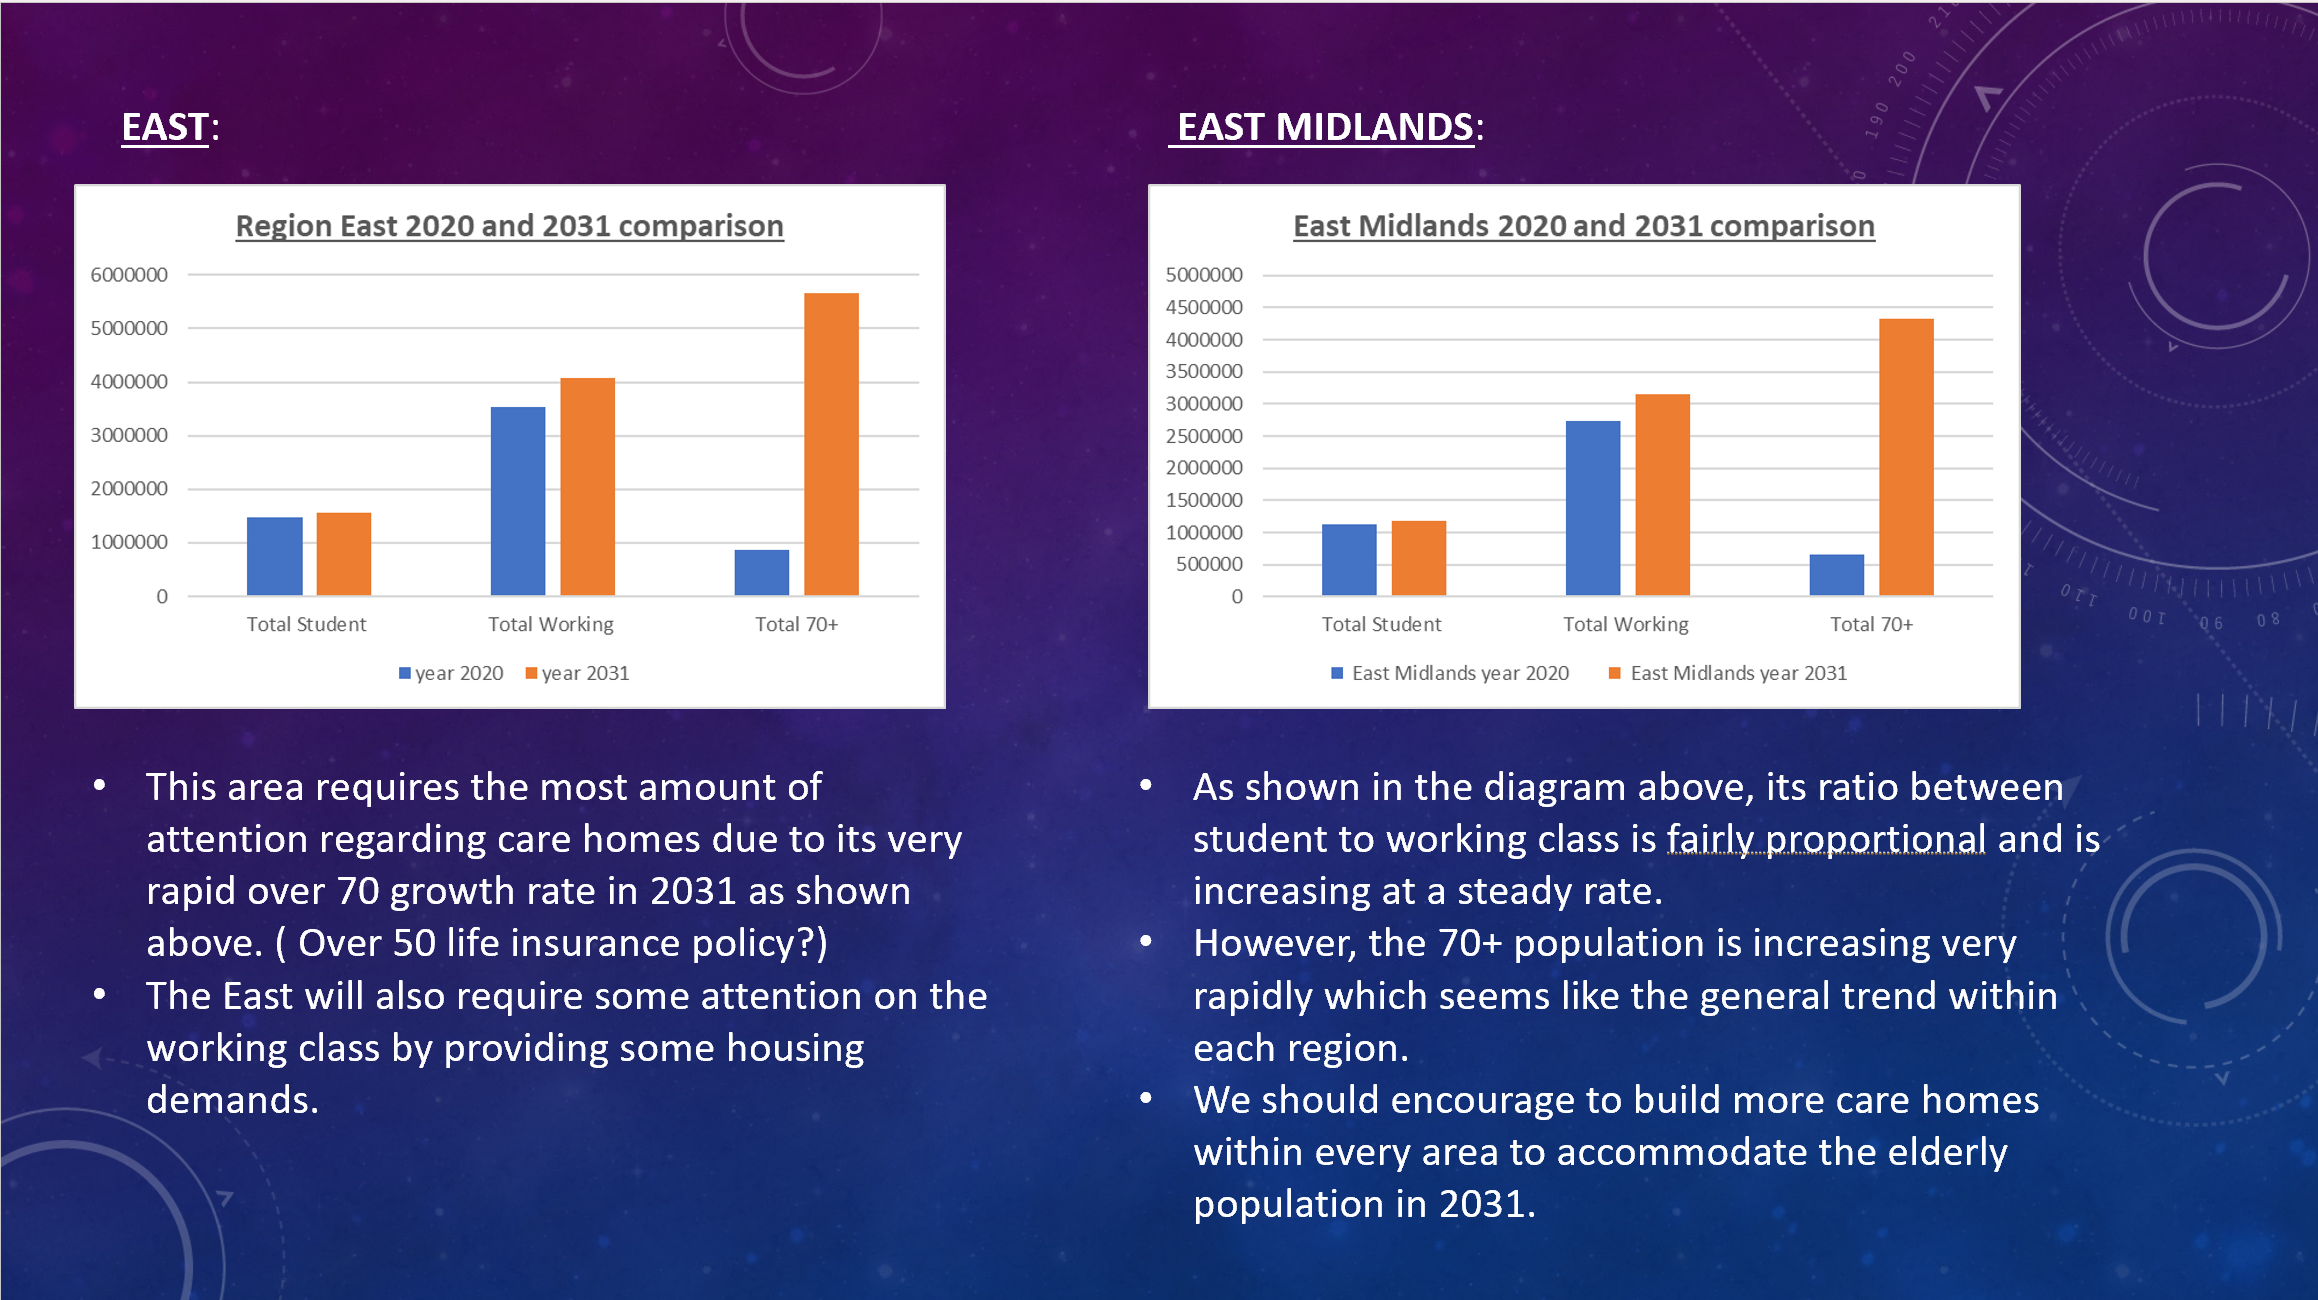 EAST:
Region East 2020 and 2031 comparison
6000000
5000000
4000000
3000000
2000000
1000000
0
Total Student
Total Working
Total 70+
year 2020
year 2031
• This area requires the most amount of
attention regarding care homes due to its very
rapid over 70 growth rate in 2031 as shown
above. ( Over 50 life insurance policy?)
• The East will also require some attention on the
working class by providing some housing
demands.
EAST MIDLANDS:
East Midlands 2020 and 2031 comparison
5000000
4500000
4000000
3500000
3000000
2500000
2000000
1500000
1000000
500000
0
Total Student
Total Working
Total 70+
East Midlands year 2020
East Midlands year 2031
• As shown in the diagram above, its ratio between
student to working class is fairly proportional and is
increasing at a steady rate.
• However, the 70+ population is increasing very
rapidly which seems like the general trend within
each region.
• We should encourage to build more care homes
within every area to accommodate the elderly
population in 2031.
200
190
120
100
90
80